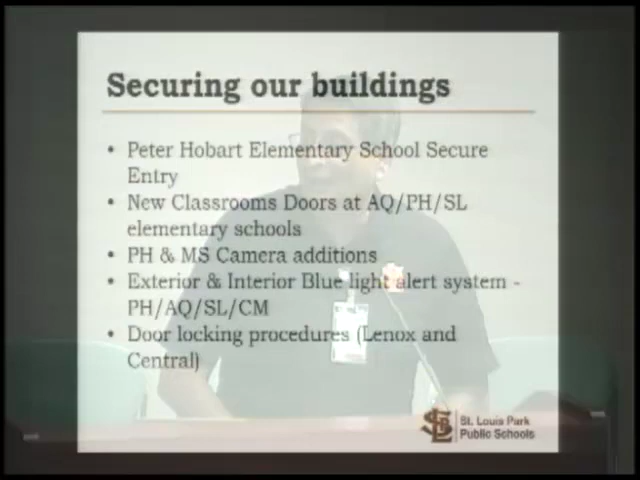 Securing our buildings
• Peter Hobart Elementary School Secure
Entry
• New Classrooms Doors at AQ/PH/SL
elementary schools
• PH & MS Camera additions
• Exterior & Interior Blue light alert system -
PH/AQ/SL/CM
• Door locking procedures (Lenox and
Central)
St. Louis Park
Public Schools